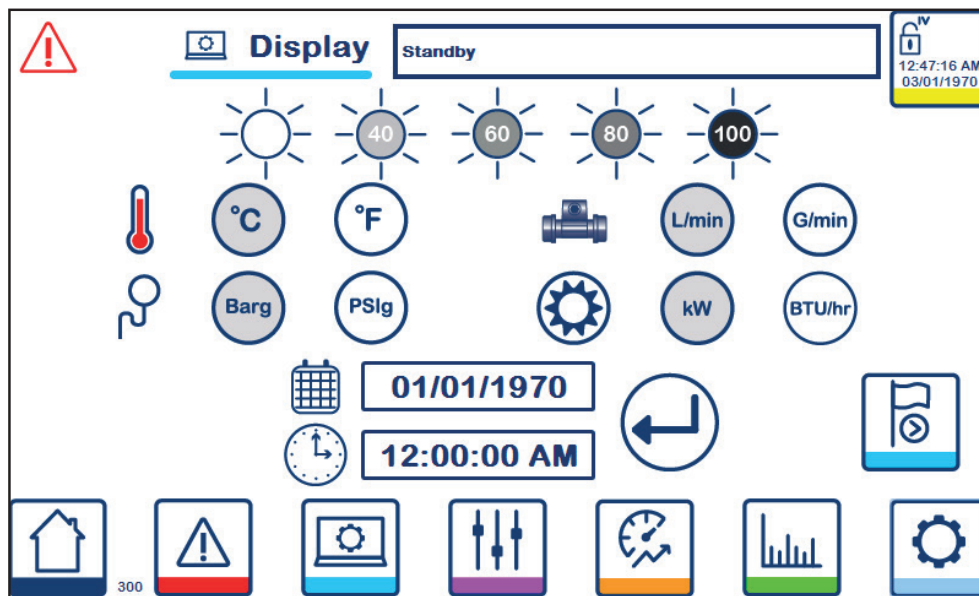 Display
Standby
IV
12:47:16 AM
03/01/1970
40
60
80
100
°C
°F
L/min
G/min
Barg
PSIg
kW
BTU/hr
01/01/1970
12:00:00 AM
300